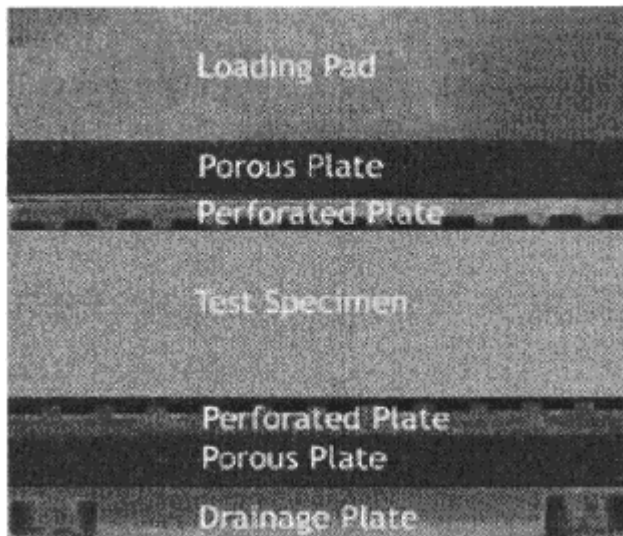 Loading Pad
Porous Plate
Perforated Plate
Test Specimen
Perforated Plate
Porous Plate
Drainage Plate